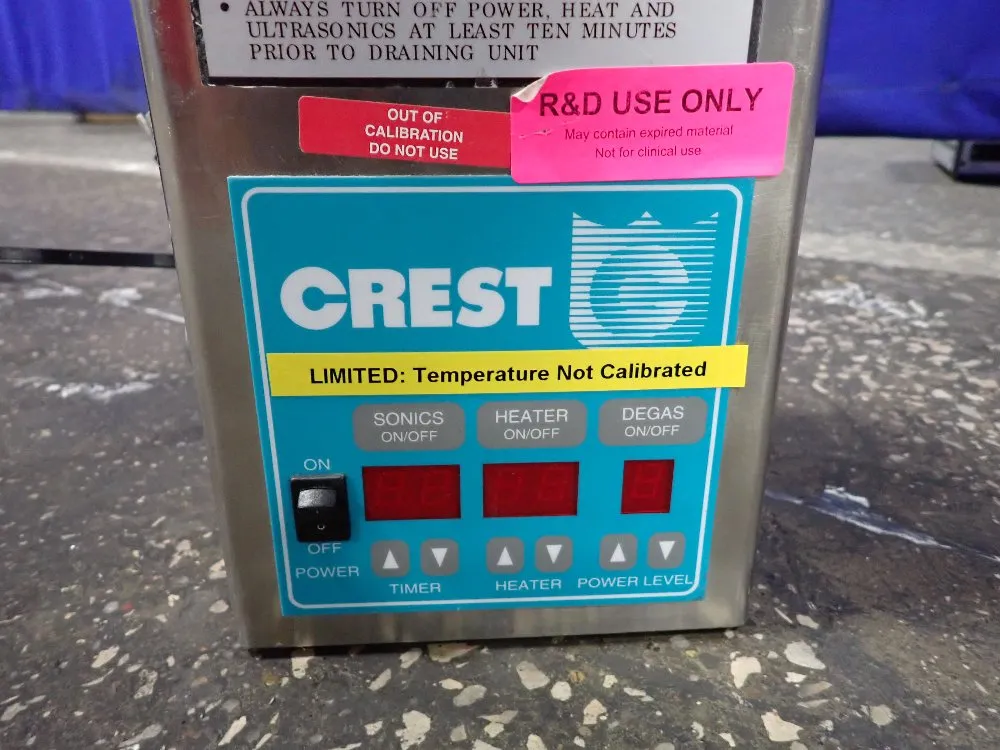 • ALWAYS TURN OFF POWER, HEAT AND
ULTRASONICS AT LEAST TEN MINUTES
PRIOR TO DRAINING UNIT
OUT OF
CALIBRATION
DO NOT USE
R&D USE ONLY
May contain expired material
Not for clinical use
CREST
C
LIMITED: Temperature Not Calibrated
SONICS
ON/OFF
HEATER
ON/OFF
DEGAS
ON/OFF
ON
OFF
POWER
TIMER
HEATER
POWER LEVEL